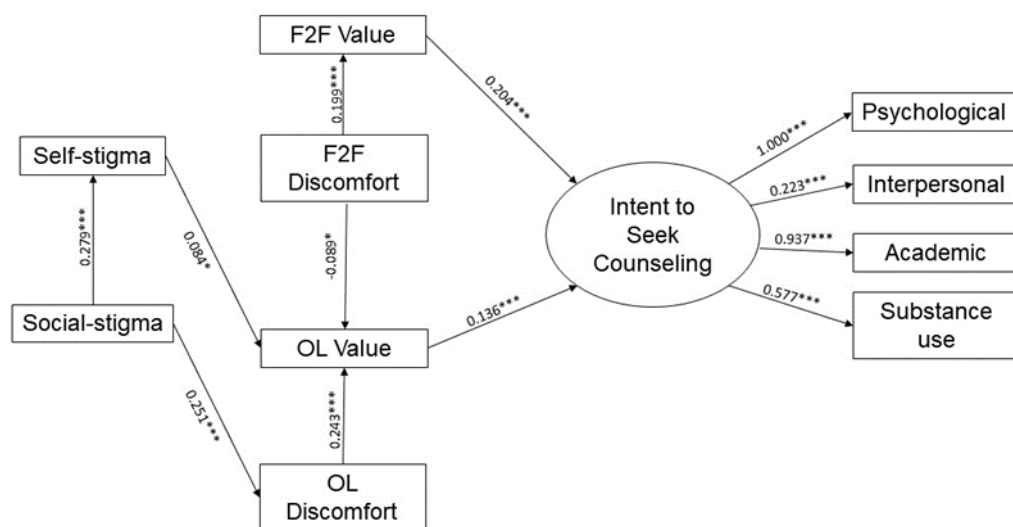 F2F Value
0.204***
0.199***
Psychological
1.000***
Self-stigma
F2F
Discomfort
Interpersonal
0.223***
0.279***
0.084*
-0.089*
Intent to
Seek
Counseling
0.937***
Academic
0.577***
Social-stigma
OL Value
0.136***
Substance
use
0.251***
0.243***
OL
Discomfort